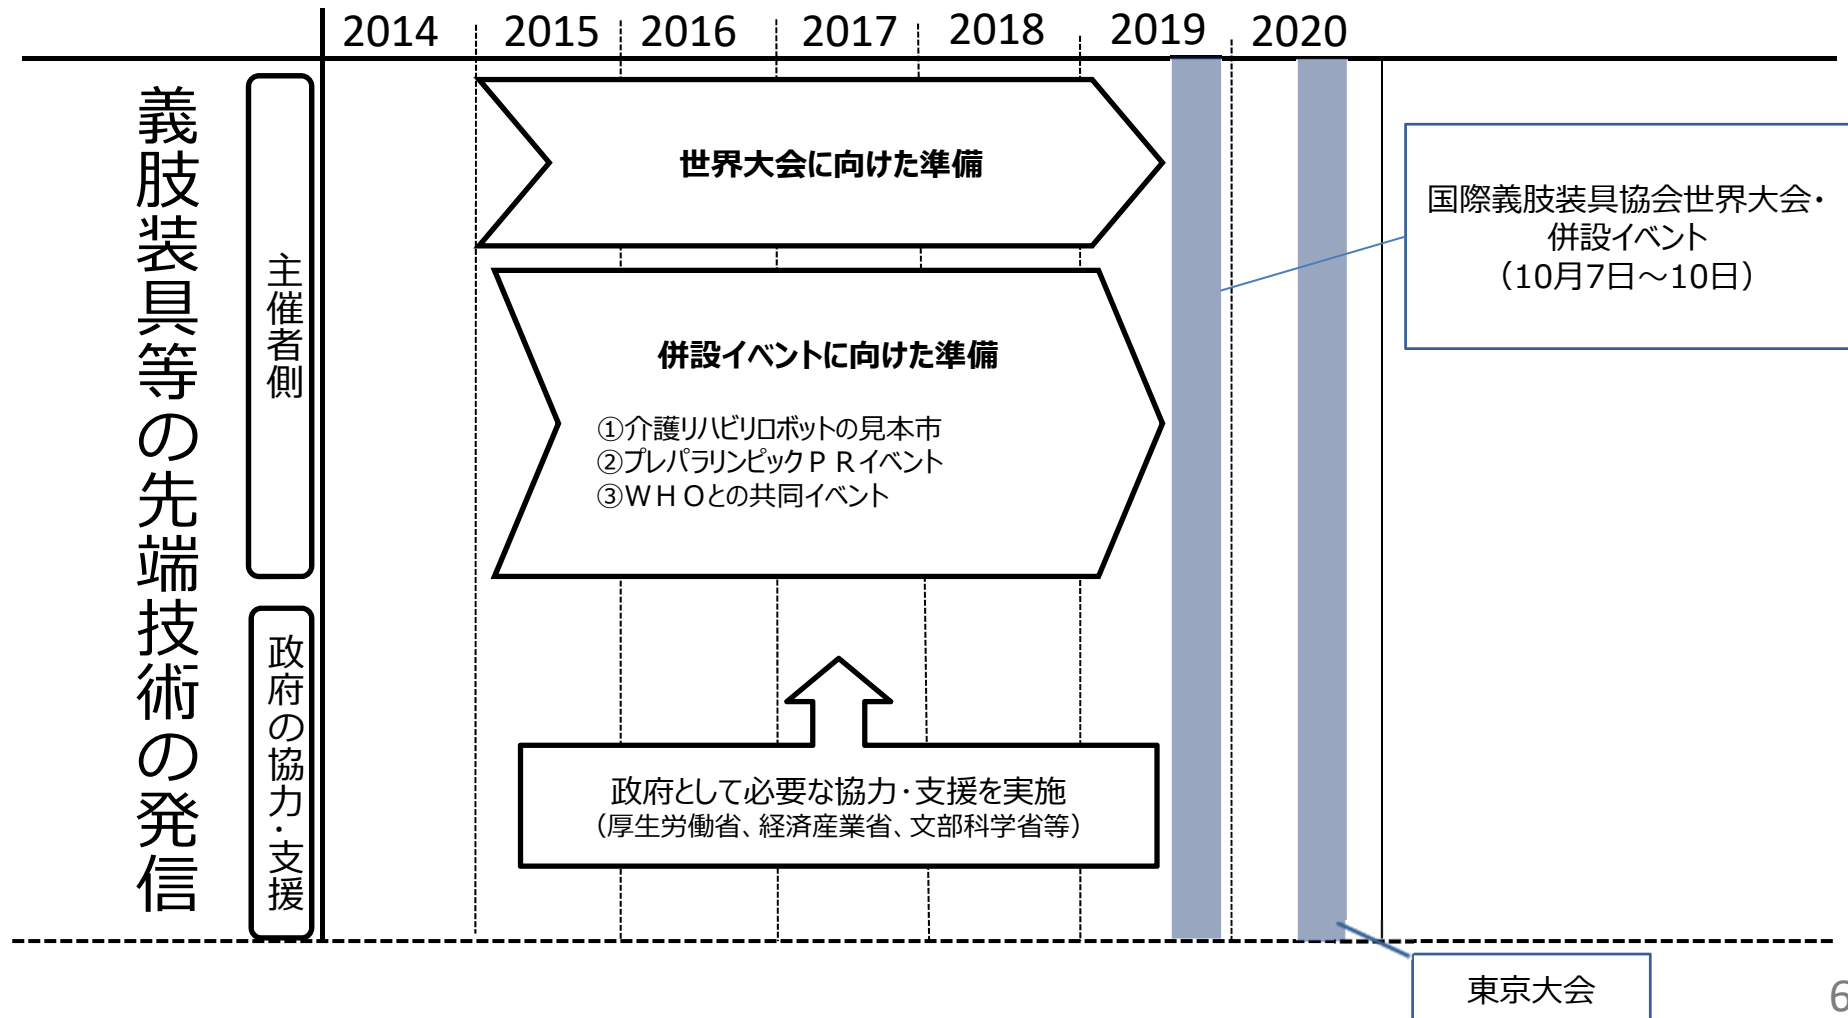 2014 2015 2016 2017 2018 2019 2020
義肢装具等の先端技術の発信
主催者側
世界大会に向けた準備
併設イベントに向けた準備
①介護リハビリロボットの見本市
②プレパラリンピックＰＲイベント
③ＷＨＯとの共同イベント
国際義肢装具協会世界大会・
併設イベント
（10月7日～10日）
政府の協力・支援
政府として必要な協力・支援を実施
（厚生労働省、経済産業省、文部科学省等）
東京大会
6